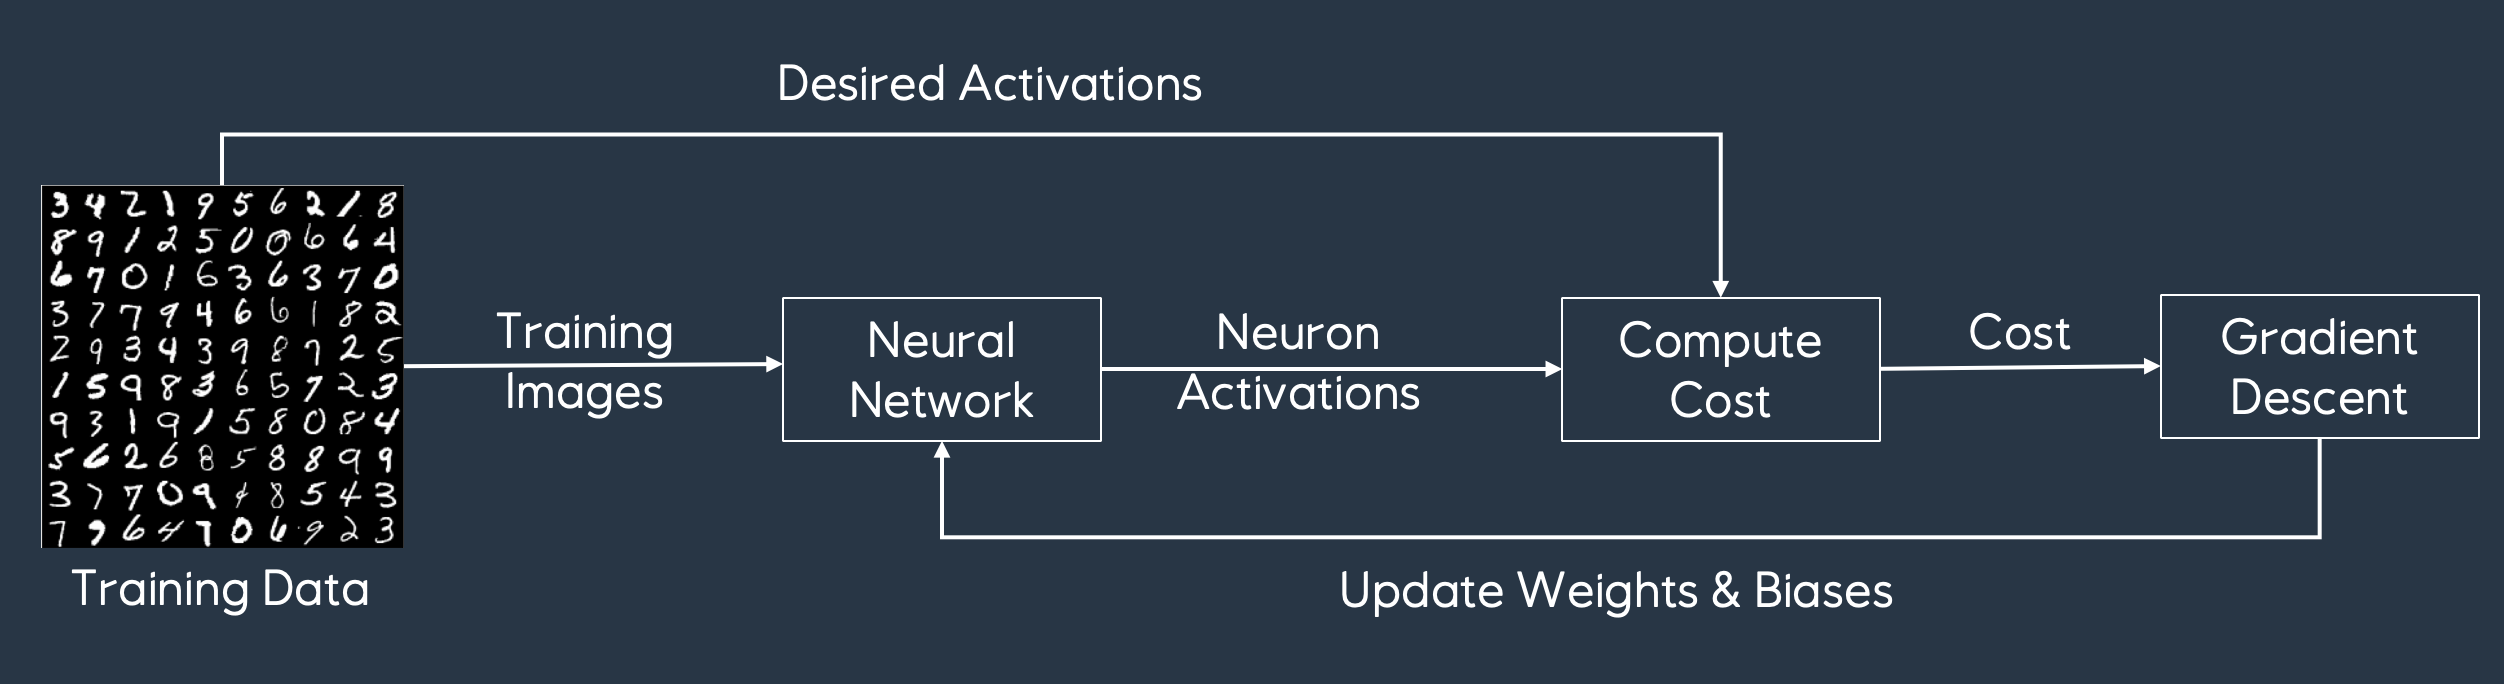 Desired Activations
3 4 2 1 9 5 6 2 1 8
8 9 1 2 5 0 0 6 6 4
6 7 0 1 6 3 6 3 7 0
3 7 7 9 4 6 6 1 8 2
2 9 3 4 3 9 8 7 2 5
1 5 9 8 3 6 5 7 2 3
9 3 1 9 1 5 8 0 8 4
5 6 2 6 8 5 8 8 9 9
3 7 7 0 9 4 8 5 4 3
7 9 6 4 7 0 6 9 2 3
Training Data
Training
Images
Neural
Network
Neuron
Activations
Compute
Cost
Cost
Gradient
Descent
Update Weights & Biases